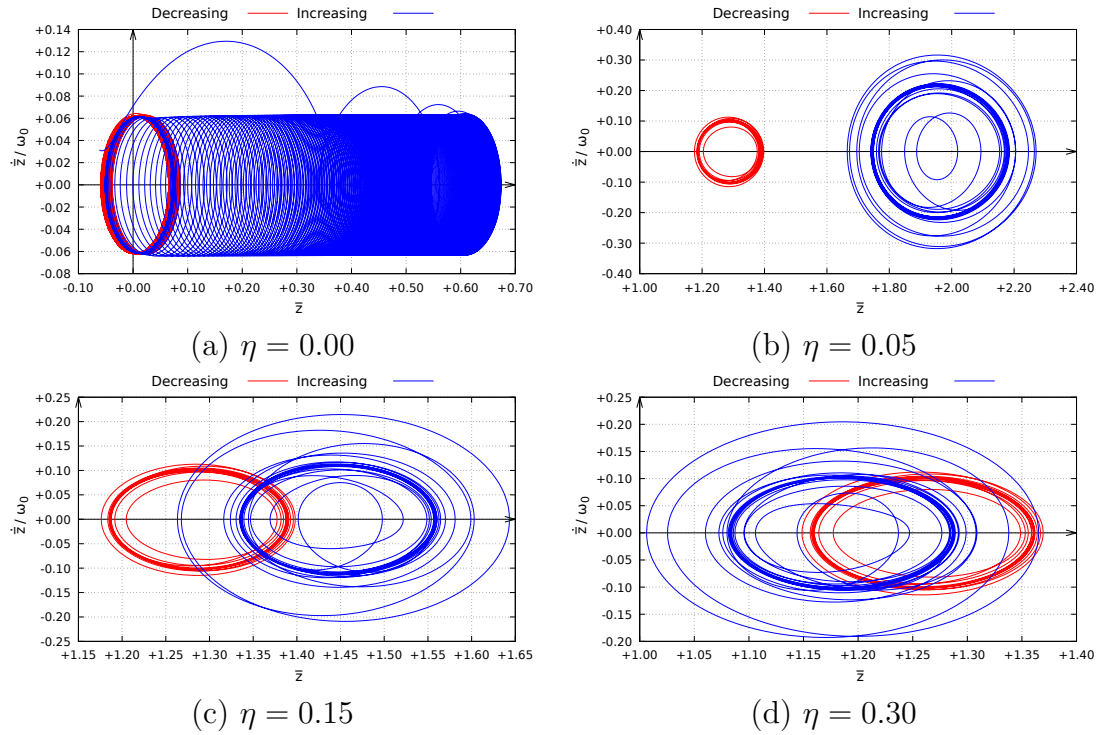 Decreasing Increasing
+0.14
+0.12
+0.10
+0.08
+0.06
+0.04
+0.02
+0.00
-0.02
-0.04
-0.06
-0.08
ż / ω0
-0.10 +0.00 +0.10 +0.20 +0.30 +0.40 +0.50 +0.60 +0.70
z̅
(a) η = 0.00
Decreasing Increasing
+0.40
+0.30
+0.20
+0.10
+0.00
-0.10
-0.20
-0.30
-0.40
ż / ω0
+1.00 +1.20 +1.40 +1.60 +1.80 +2.00 +2.20 +2.40
z̅
(b) η = 0.05
Decreasing Increasing
+0.25
+0.20
+0.15
+0.10
+0.05
+0.00
-0.05
-0.10
-0.15
-0.20
-0.25
ż / ω0
+1.15 +1.20 +1.25 +1.30 +1.35 +1.40 +1.45 +1.50 +1.55 +1.60 +1.65
z̅
(c) η = 0.15
Decreasing Increasing
+0.25
+0.20
+0.15
+0.10
+0.05
+0.00
-0.05
-0.10
-0.15
-0.20
ż / ω0
+1.00 +1.05 +1.10 +1.15 +1.20 +1.25 +1.30 +1.35 +1.40
z̅
(d) η = 0.30